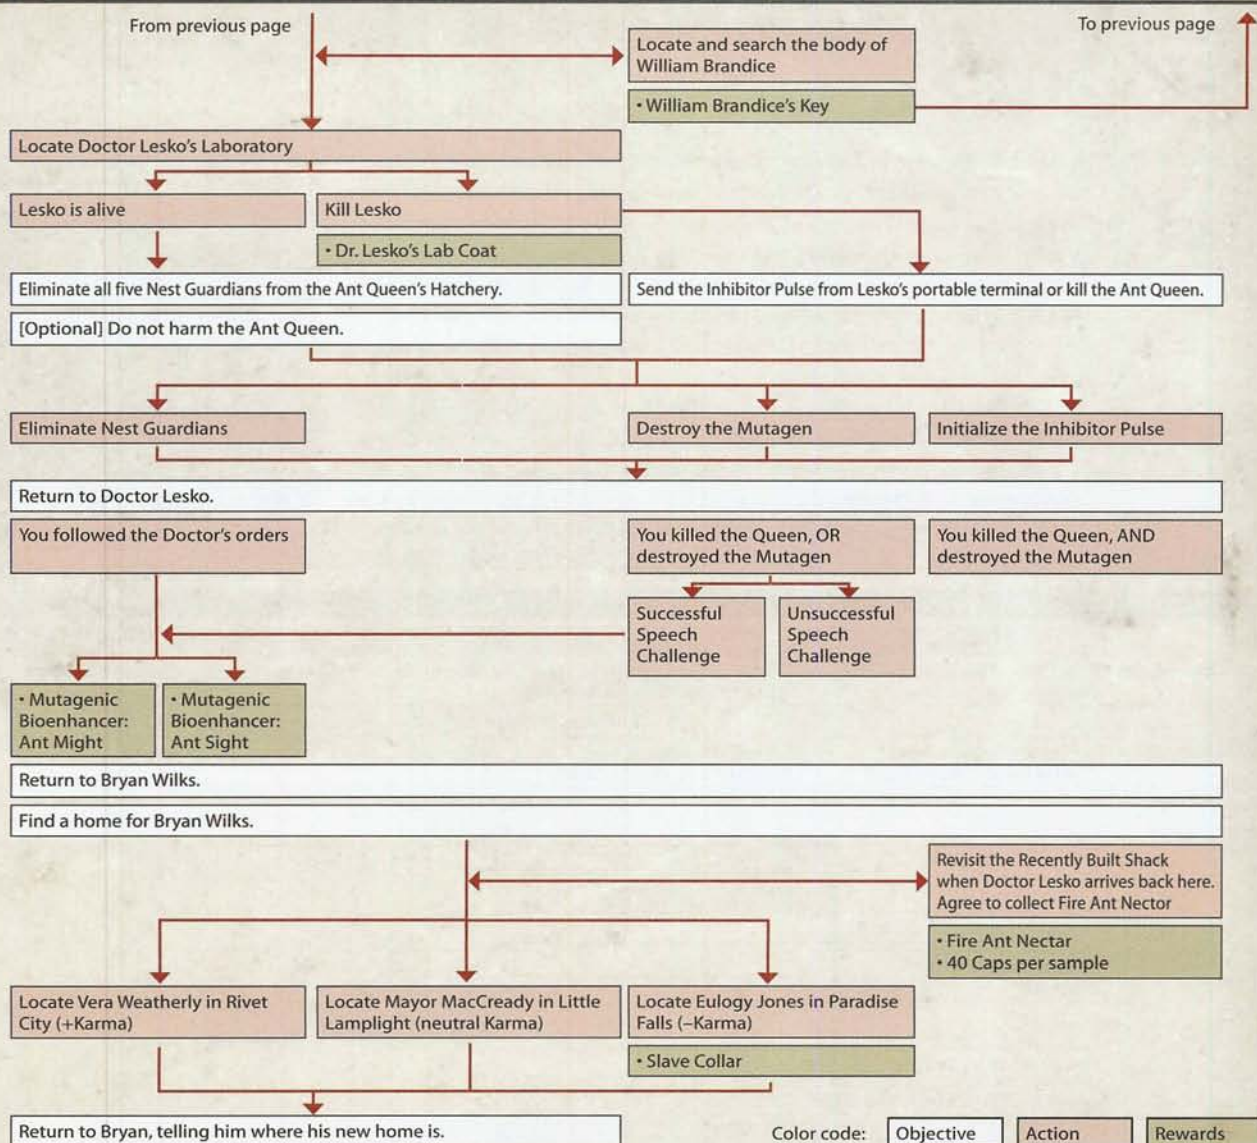 From previous page
To previous page
Locate and search the body of
William Brandice
• William Brandice's Key
Locate Doctor Lesko's Laboratory
Lesko is alive
Kill Lesko
• Dr. Lesko's Lab Coat
Eliminate all five Nest Guardians from the Ant Queen's Hatchery.
Send the Inhibitor Pulse from Lesko's portable terminal or kill the Ant Queen.
[Optional] Do not harm the Ant Queen.
Eliminate Nest Guardians
Destroy the Mutagen
Initialize the Inhibitor Pulse
Return to Doctor Lesko.
You followed the Doctor's orders
You killed the Queen, OR
destroyed the Mutagen
You killed the Queen, AND
destroyed the Mutagen
Successful
Speech
Challenge
Unsuccessful
Speech
Challenge
• Mutagenic
Bioenhancer:
Ant Might
• Mutagenic
Bioenhancer:
Ant Sight
Return to Bryan Wilks.
Find a home for Bryan Wilks.
Revisit the Recently Built Shack
when Doctor Lesko arrives back here.
Agree to collect Fire Ant Nector
• Fire Ant Nectar
• 40 Caps per sample
Locate Vera Weatherly in Rivet
City (+Karma)
Locate Mayor MacCready in Little
Lamplight (neutral Karma)
Locate Eulogy Jones in Paradise
Falls (–Karma)
• Slave Collar
Return to Bryan, telling him where his new home is.
Color code:
Objective
Action
Rewards